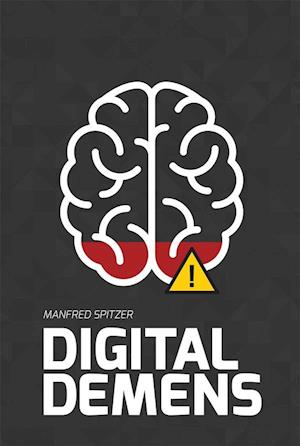 !
MANFRED SPITZER
DIGITAL
DEMENS